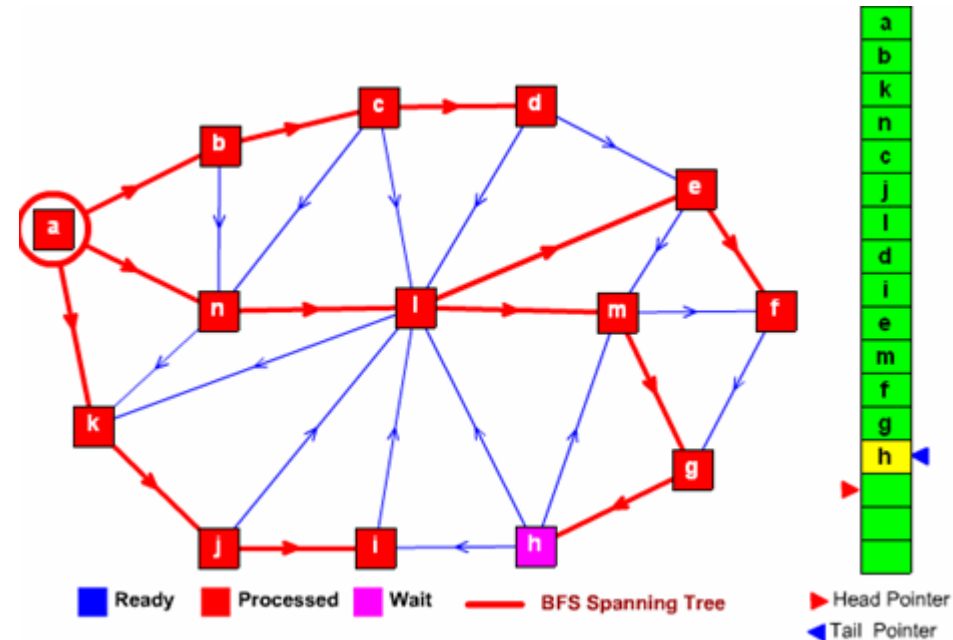 a
b
k
n
c
j
l
d
i
e
m
f
g
h
c
d
b
e
a
n
l
m
f
k
g
j
i
h
Ready Processed Wait BFS Spanning Tree
Head Pointer
Tail Pointer